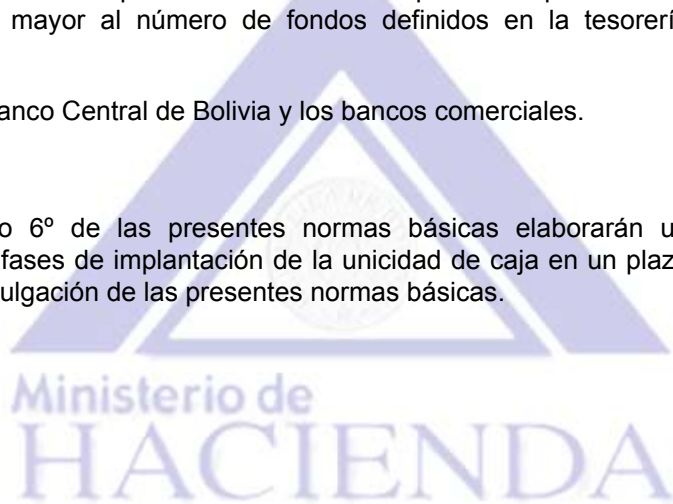 mayor al número de fondos definidos en la tesorerí
anco Central de Bolivia y los bancos comerciales.
o 6º de las presentes normas básicas elaborarán u
fases de implantación de la unicidad de caja en un plaz
ulgación de las presentes normas básicas.
Ministerio de
HACIENDA